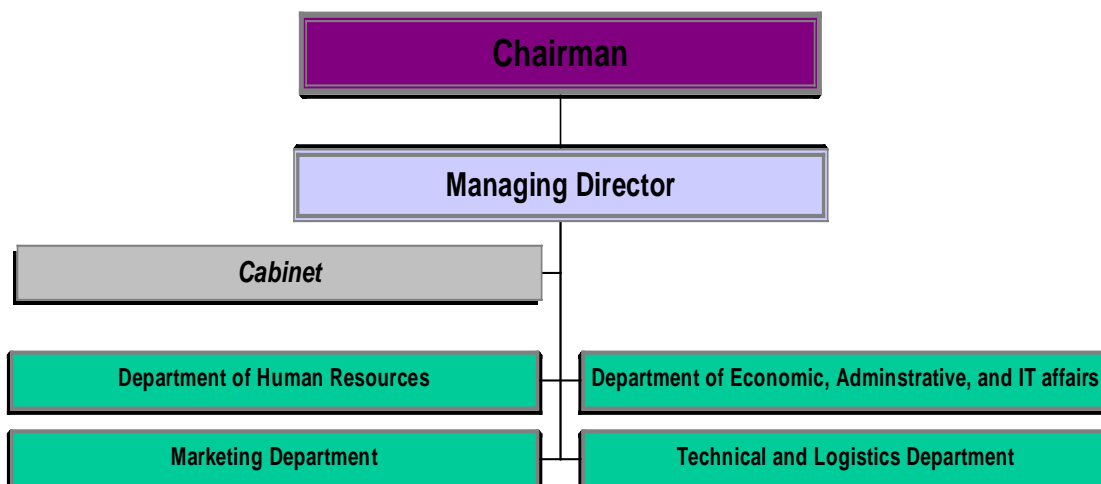 Chairman
Managing Director
Cabinet
Department of Human Resources
Department of Economic, Adminstrative, and IT affairs
Marketing Department
Technical and Logistics Department